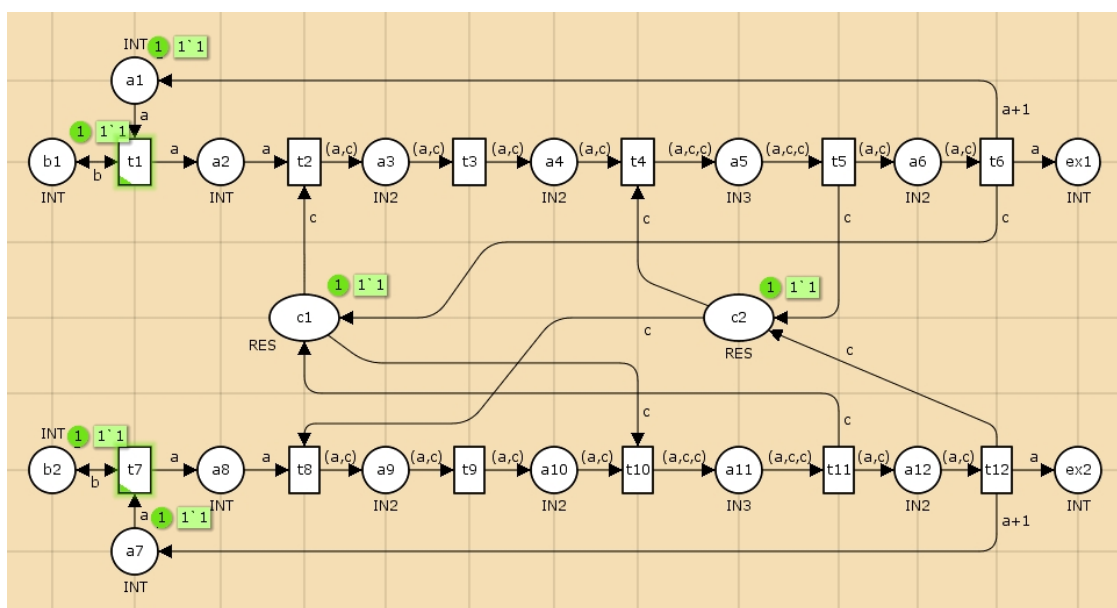 INT 1 1`1
a1
a
a+1
1 1`1
b1 t1 a a2 a t2 (a,c) a3 (a,c) t3 (a,c) a4 (a,c) t4 (a,c,c) a5 (a,c,c) t5 (a,c) a6 (a,c) t6 a ex1
b
INT INT IN2 IN2 IN3 IN2 INT
c c c c
1 1`1 1 1`1
c1 c2
c
RES RES
c
c c
INT 1 1`1
b2 t7 a a8 a t8 (a,c) a9 (a,c) t9 (a,c) a10 (a,c) t10 (a,c,c) a11 (a,c,c) t11 (a,c) a12 (a,c) t12 a ex2
b
INT IN2 IN2 IN3 IN2 INT
a 1 1`1
a+1
a7
INT